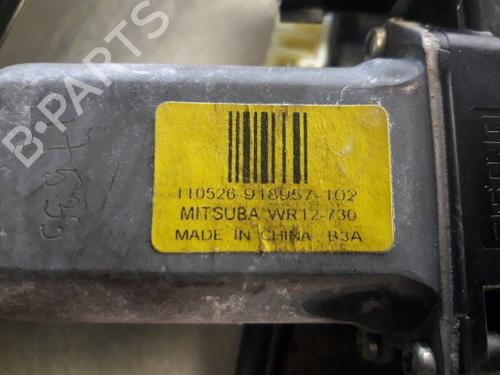 B-PARTS
110526 918957-102
MITSUBA WR12-730
MADE IN CHINA B3A